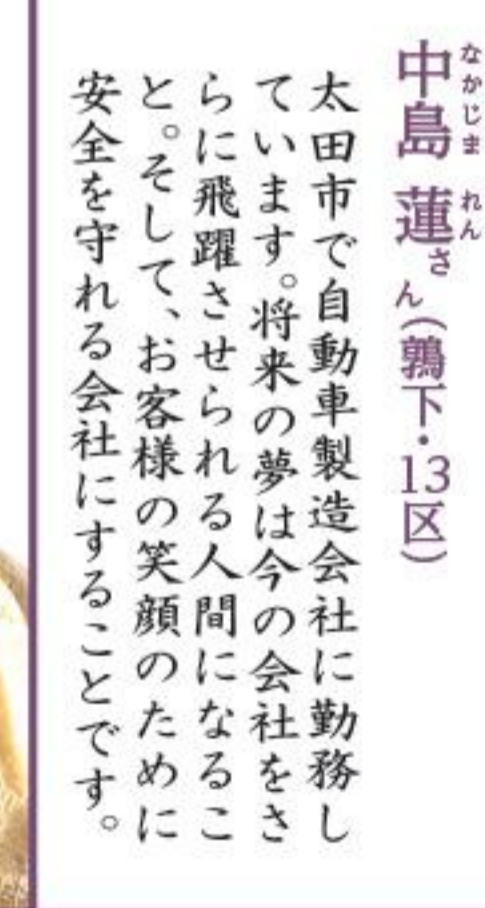 中島 蓮さん(鶉下・13区)
なかじま れん
太田市で自動車製造会社に勤務し
ています。将来の夢は今の会社をさ
らに飛躍させられる人間になるこ
と。そして、お客様の笑顔のために
安全を守れる会社にすることです。